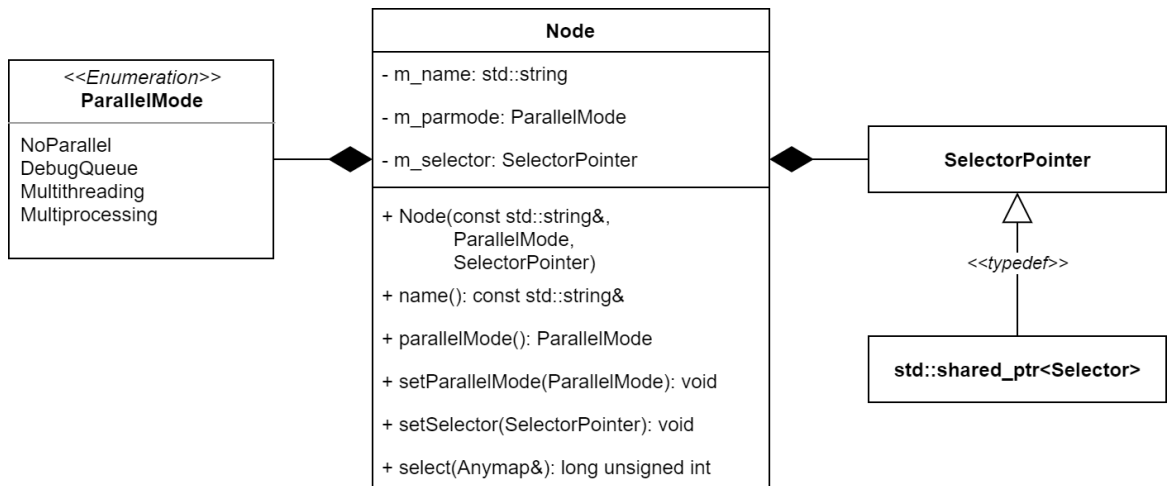 <<Enumeration>>
ParallelMode
NoParallel
DebugQueue
Multithreading
Multiprocessing
Node
- m_name: std::string
- m_parmode: ParallelMode
- m_selector: SelectorPointer
+ Node(const std::string&,
ParallelMode,
SelectorPointer)
+ name(): const std::string&
+ parallelMode(): ParallelMode
+ setParallelMode(ParallelMode): void
+ setSelector(SelectorPointer): void
+ select(Anymap&): long unsigned int
SelectorPointer
<<typedef>>
std::shared_ptr<Selector>